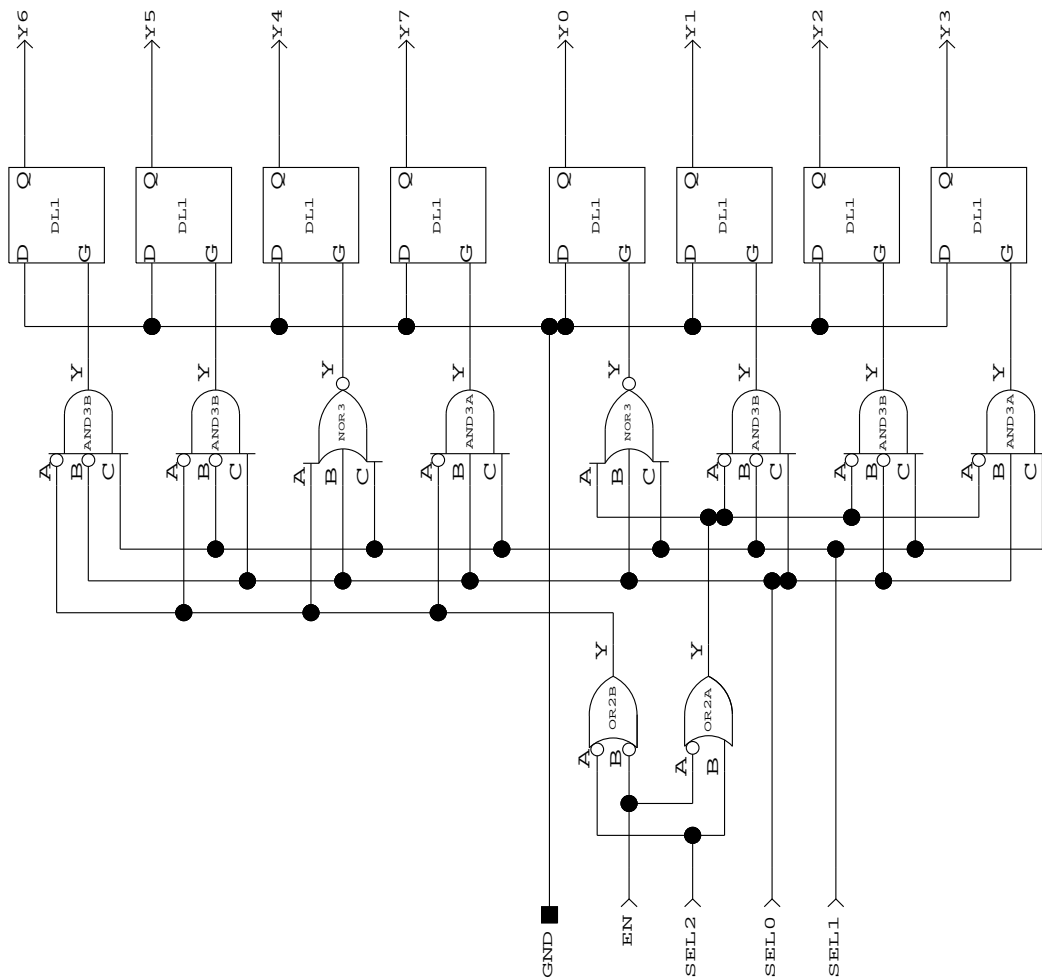 Y6 Y5 Y4 Y7 Y0 Y1 Y2 Y3
Q Q Q Q Q Q Q Q
DL1 DL1 DL1 DL1 DL1 DL1 DL1 DL1
D G D G D G D G D G D G D G D G
Y Y Y Y Y Y Y Y
AND3B AND3B NOR3 AND3A NOR3 AND3B AND3B AND3A
A B C A B C A B C A B C A B C A B C A B C A B C
Y Y
OR2B OR2A
A B A B
GND EN SEL2 SEL0 SEL1